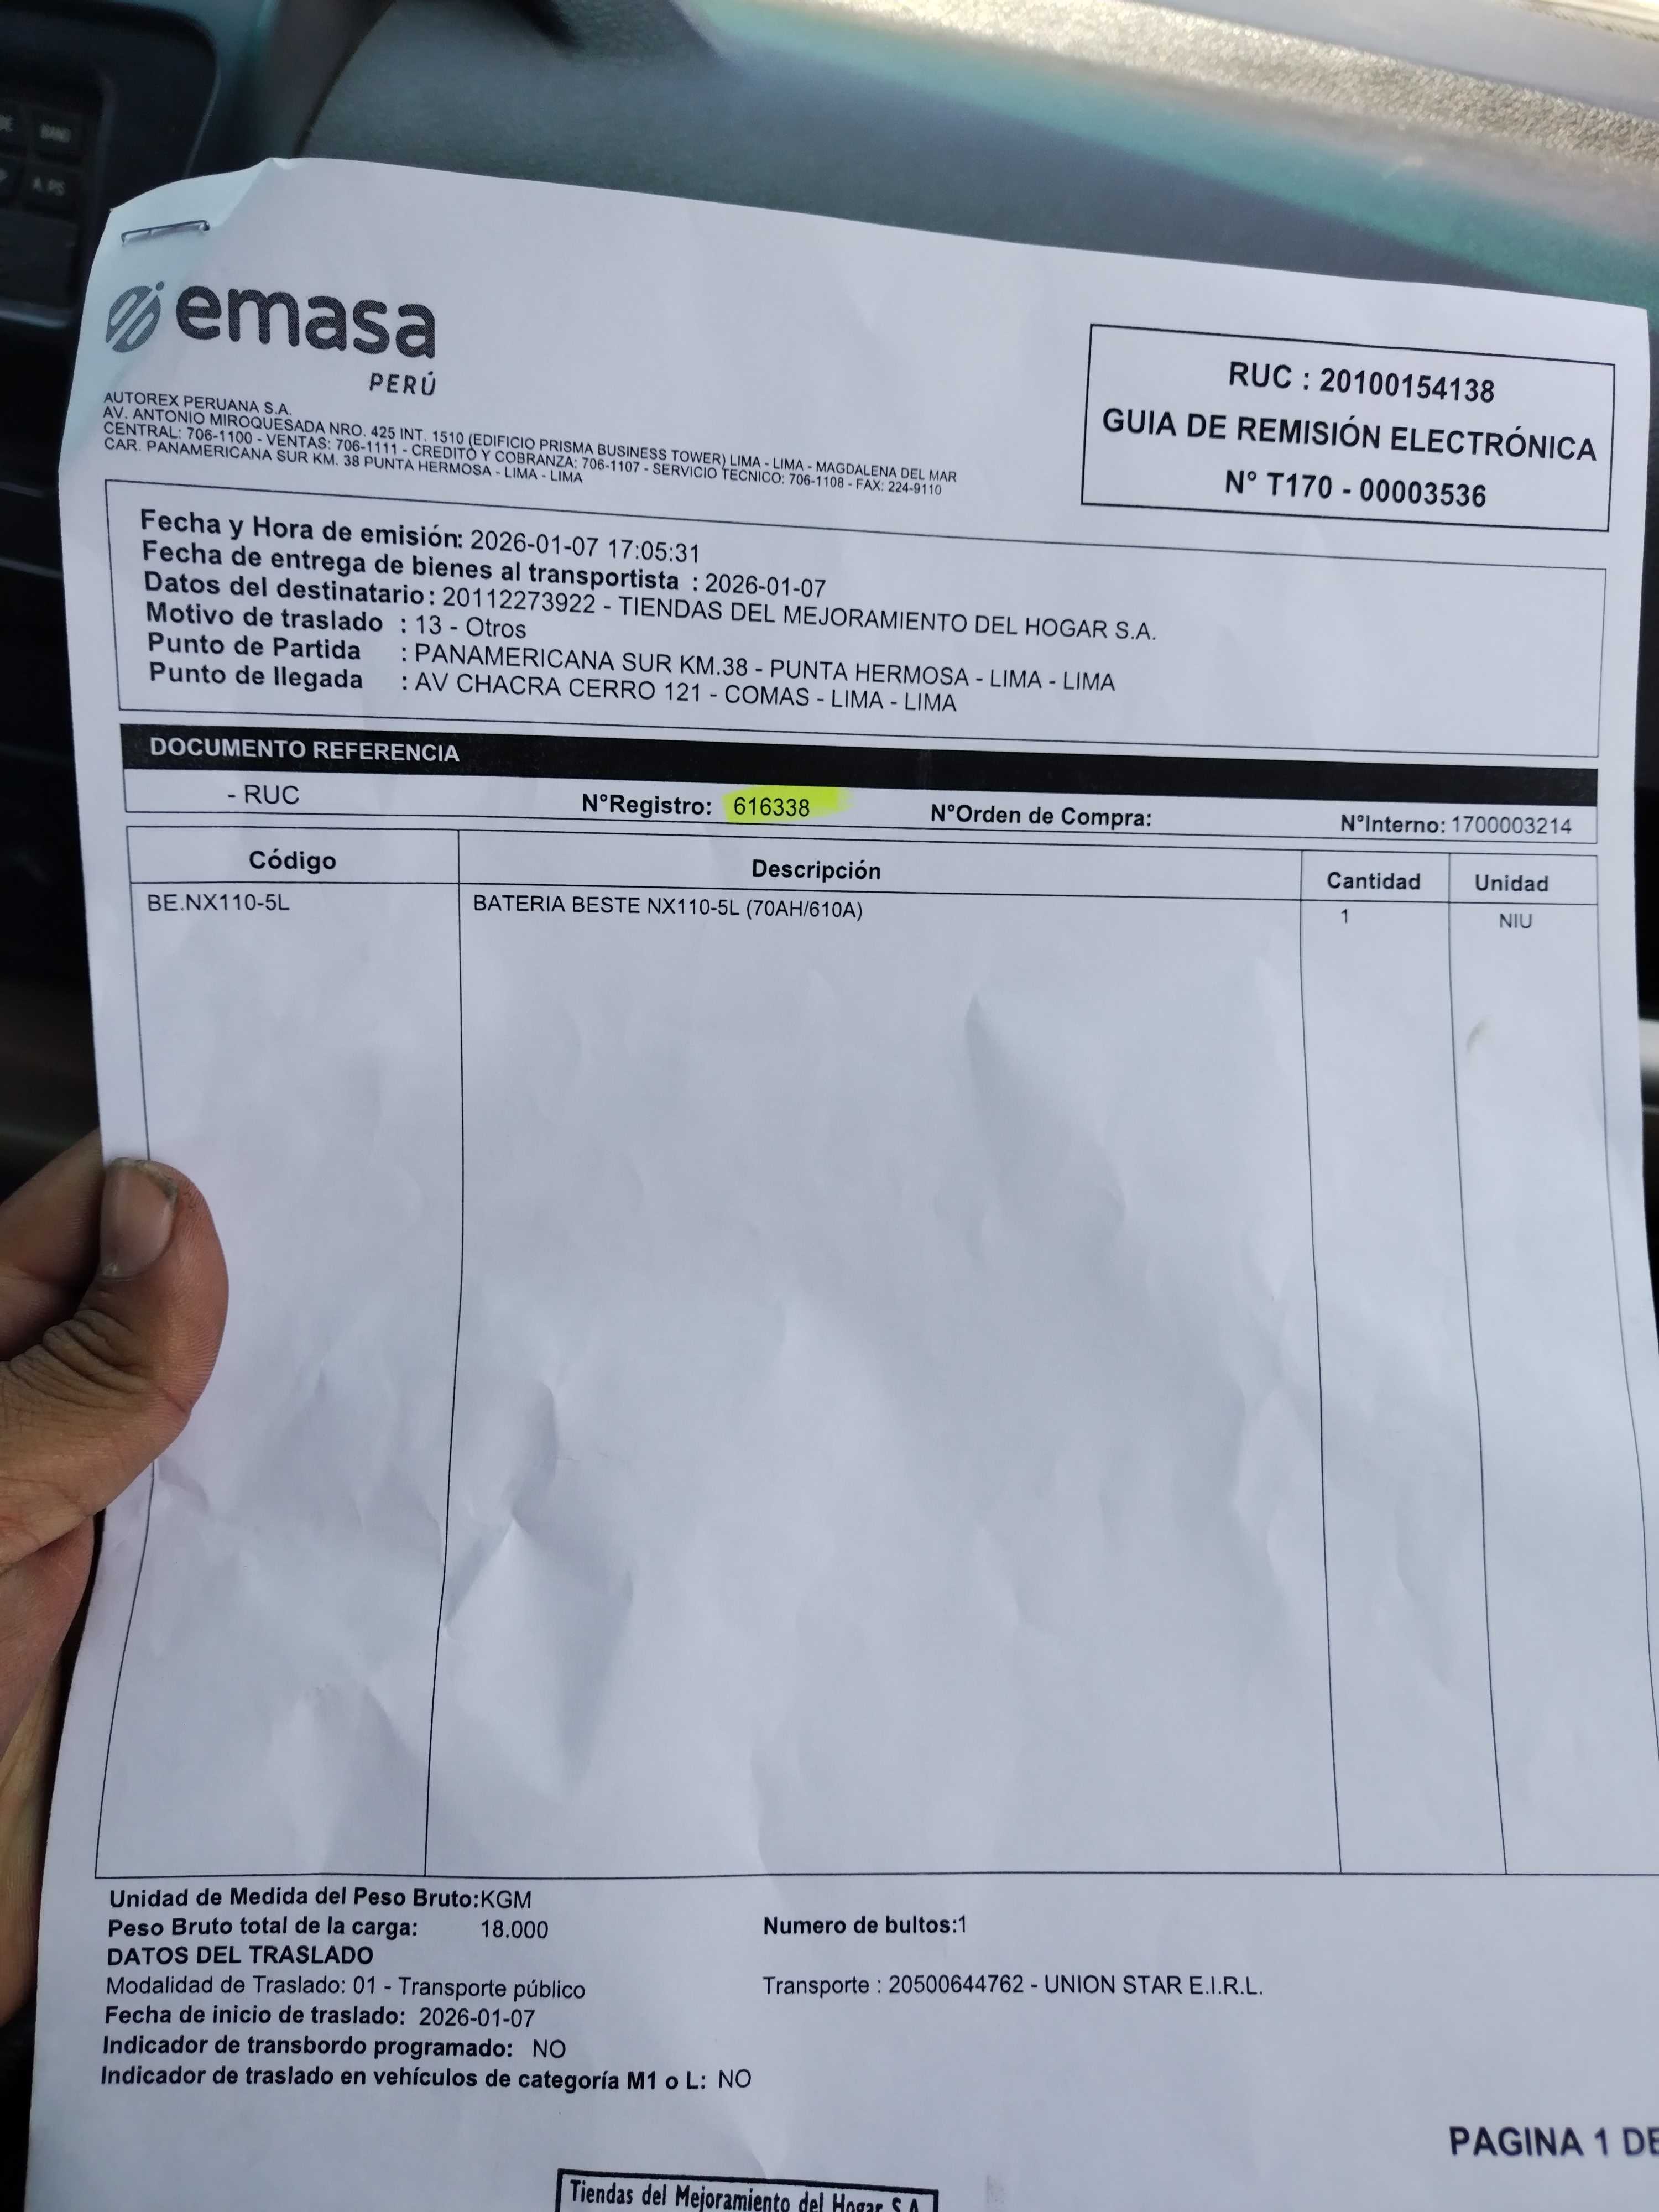 BAND
A.PS
emasa
PERÚ
AUTOREX PERUANA S.A.
AV. ANTONIO MIROQUESADA NRO. 425 INT. 1510 (EDIFICIO PRISMA BUSINESS TOWER) LIMA - LIMA - MAGDALENA DEL MAR
CENTRAL: 706-1100 - VENTAS: 706-1111 - CREDITO Y COBRANZA: 706-1107 - SERVICIO TECNICO: 706-1108 - FAX: 224-9110
CAR. PANAMERICANA SUR KM. 38 PUNTA HERMOSA - LIMA - LIMA
RUC : 20100154138
GUIA DE REMISIÓN ELECTRÓNICA
N° T170 - 00003536
Fecha y Hora de emisión: 2026-01-07 17:05:31
Fecha de entrega de bienes al transportista : 2026-01-07
Datos del destinatario: 20112273922 - TIENDAS DEL MEJORAMIENTO DEL HOGAR S.A.
Motivo de traslado : 13 - Otros
Punto de Partida : PANAMERICANA SUR KM.38 - PUNTA HERMOSA - LIMA - LIMA
Punto de llegada : AV CHACRA CERRO 121 - COMAS - LIMA - LIMA
DOCUMENTO REFERENCIA
- RUC N°Registro: 616338 N°Orden de Compra: N°Interno: 1700003214
Código Descripción Cantidad Unidad
BE.NX110-5L BATERIA BESTE NX110-5L (70AH/610A) 1 NIU
Unidad de Medida del Peso Bruto:KGM
Peso Bruto total de la carga: 18.000 Numero de bultos:1
DATOS DEL TRASLADO
Modalidad de Traslado: 01 - Transporte público Transporte : 20500644762 - UNION STAR E.I.R.L.
Fecha de inicio de traslado: 2026-01-07
Indicador de transbordo programado: NO
Indicador de traslado en vehículos de categoría M1 o L: NO
PAGINA 1 DE
Tiendas del Mejoramiento del Hogar S.A.